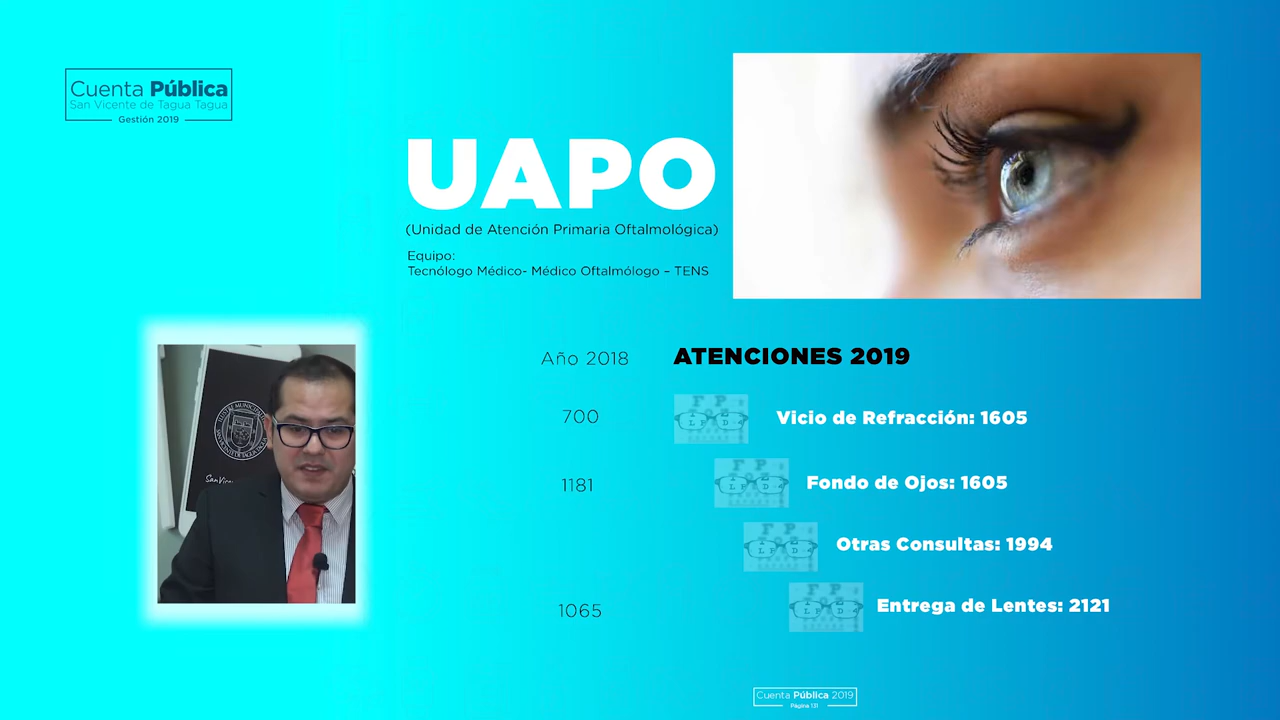 Cuenta Pública
San Vicente de Tagua Tagua
Gestión 2019
UAPO
(Unidad de Atención Primaria Oftalmológica)
Equipo:
Tecnólogo Médico- Médico Oftalmólogo – TENS
Año 2018
ATENCIONES 2019
700
Vicio de Refracción: 1605
1181
Fondo de Ojos: 1605
Otras Consultas: 1994
1065
Entrega de Lentes: 2121
Cuenta Pública 2019
Página 131